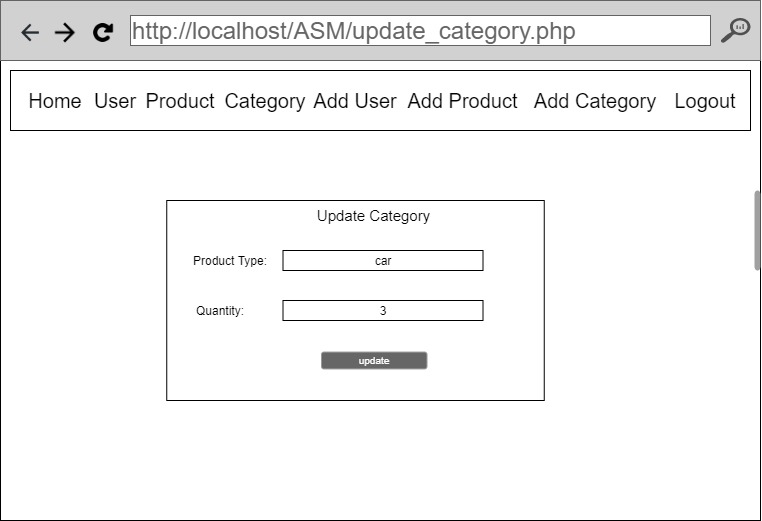 http://localhost/ASM/update_category.php
Home User Product Category Add User Add Product Add Category Logout
Update Category
Product Type: car
Quantity: 3
update